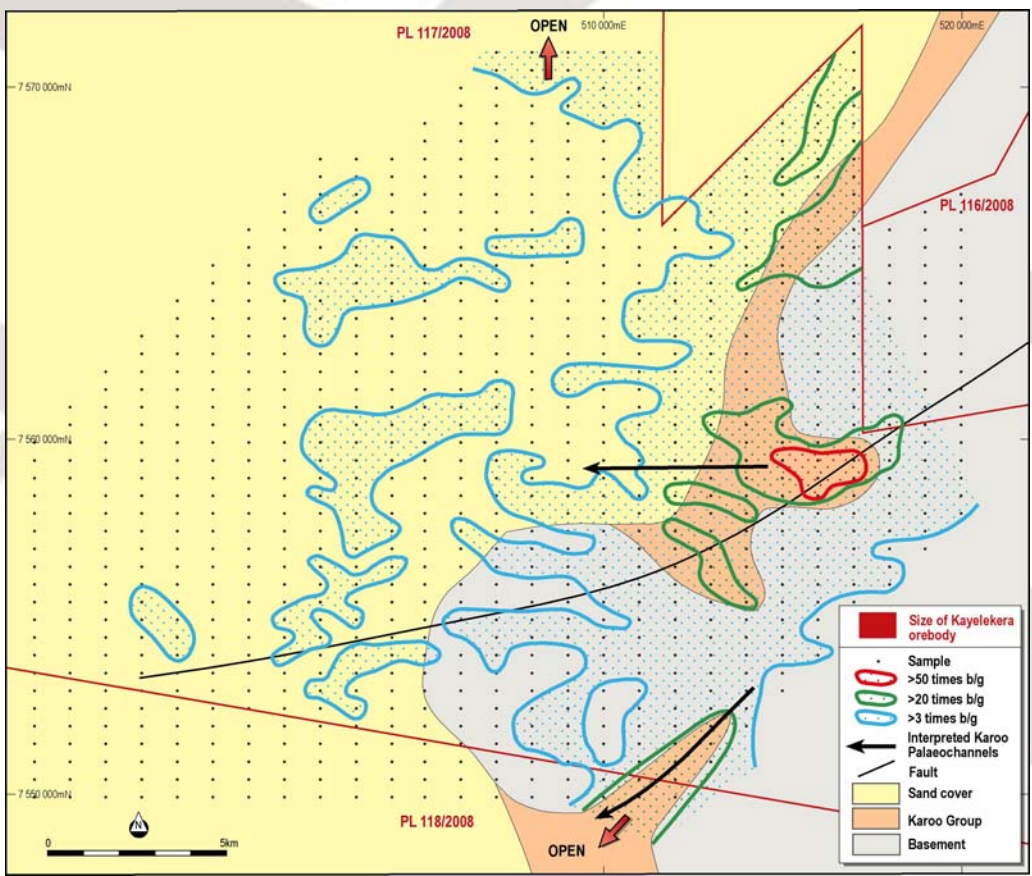 OPEN
510 000mE
520 000mE
PL 117/2008
7 570 000mN
PL 116/2008
7 560 000mN
7 550 000mN
PL 118/2008
OPEN
N
0
5km
Size of Kayelekera
orebody
Sample
>50 times b/g
>20 times b/g
>3 times b/g
Interpreted Karoo
Palaeochannels
Fault
Sand cover
Karoo Group
Basement